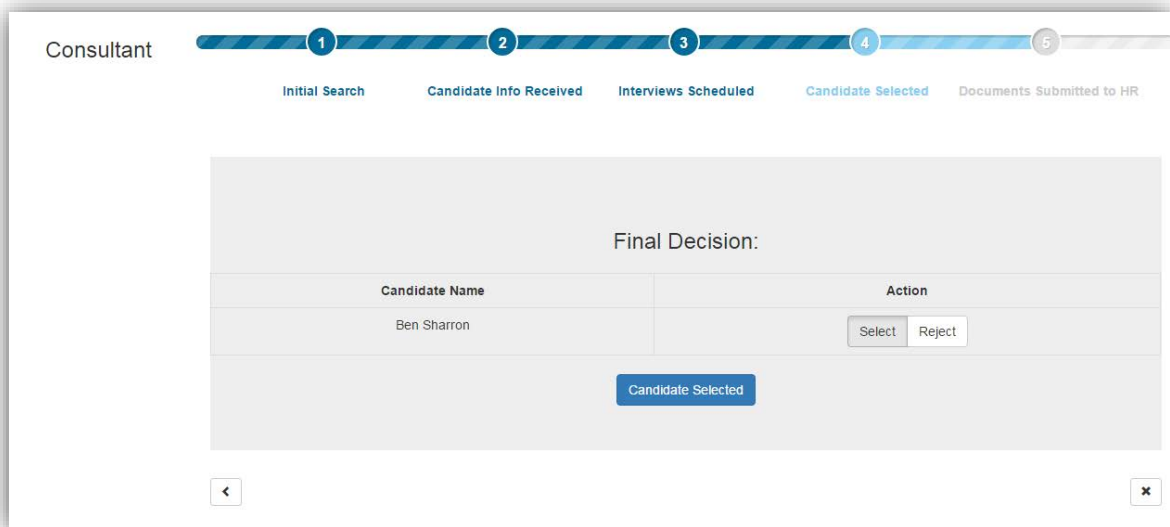 Consultant
1 2 3 4 5
Initial Search Candidate Info Received Interviews Scheduled Candidate Selected Documents Submitted to HR
Final Decision:
Candidate Name Action
Ben Sharron Select Reject
Candidate Selected